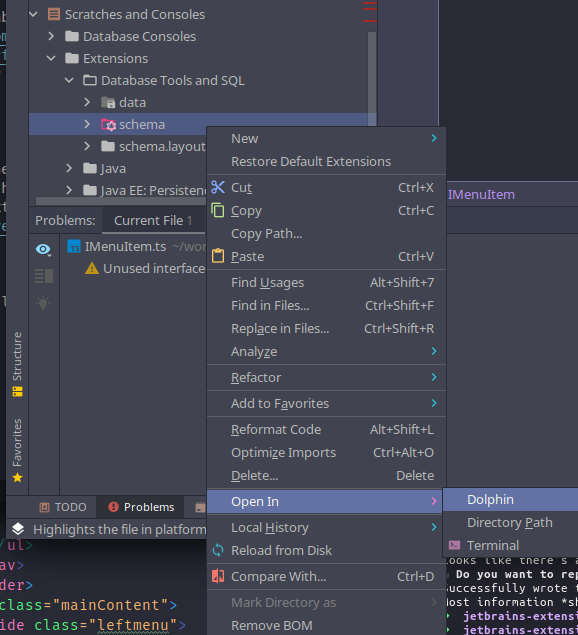 Scratches and Consoles
Database Consoles
Extensions
Database Tools and SQL
data
schema
schema.layout
Java
Java EE: Persisten
Problems: Current File 1
IMenuItem.ts ~/wor
Unused interface
Structure
Favorites
TODO Problems
Highlights the file in platform
/ul>
av>
der>
class="mainContent">
ide class="leftmenu">
New
Restore Default Extensions
Cut Ctrl+X
Copy Ctrl+C
Copy Path...
Paste Ctrl+V
Find Usages Alt+Shift+7
Find in Files... Ctrl+Shift+F
Replace in Files... Ctrl+Shift+R
Analyze
Refactor
Add to Favorites
Reformat Code Alt+Shift+L
Optimize Imports Ctrl+Alt+O
Delete... Delete
Open In
Local History
Reload from Disk
Compare With... Ctrl+D
Mark Directory as
Remove BOM
IMenuItem
Dolphin
Directory Path
Terminal
looks like there's a
Do you want to rep
Successfully wrote t
Host information *sh
jetbrains-extensi
jetbrains-extensi